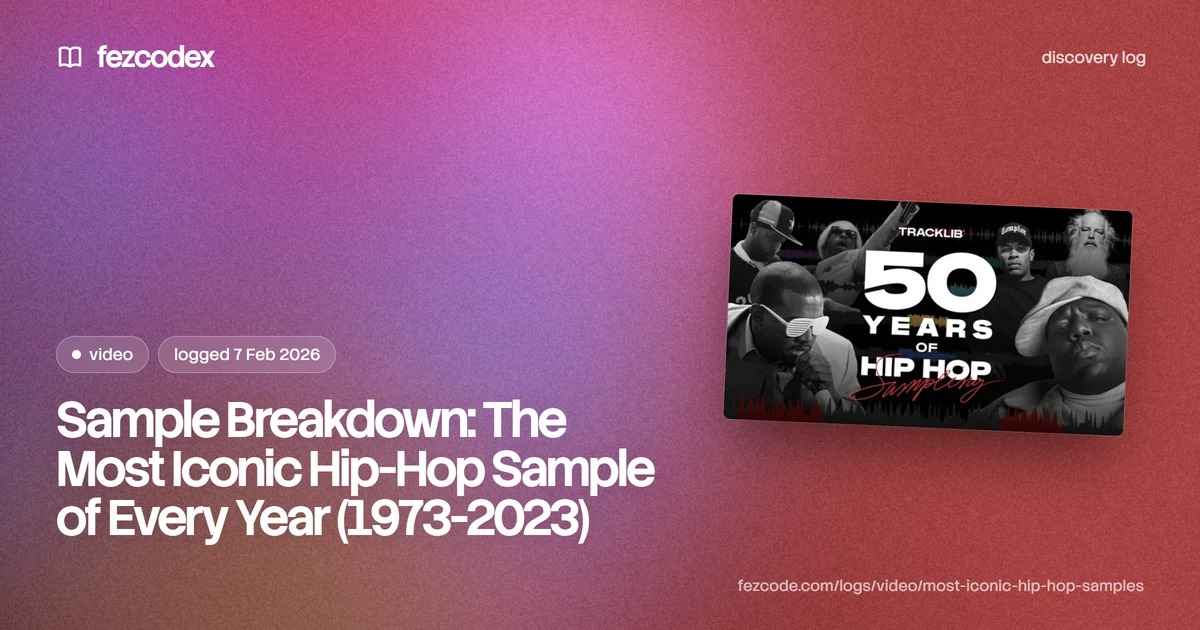 fezcodex
discovery log
TRACKLIB
50
YEARS
OF
HIP HOP
Sampling
Compton
video
logged 7 Feb 2026
Sample Breakdown: The
Most Iconic Hip-Hop Sample
of Every Year (1973-2023)
fezcode.com/logs/video/most-iconic-hip-hop-samples